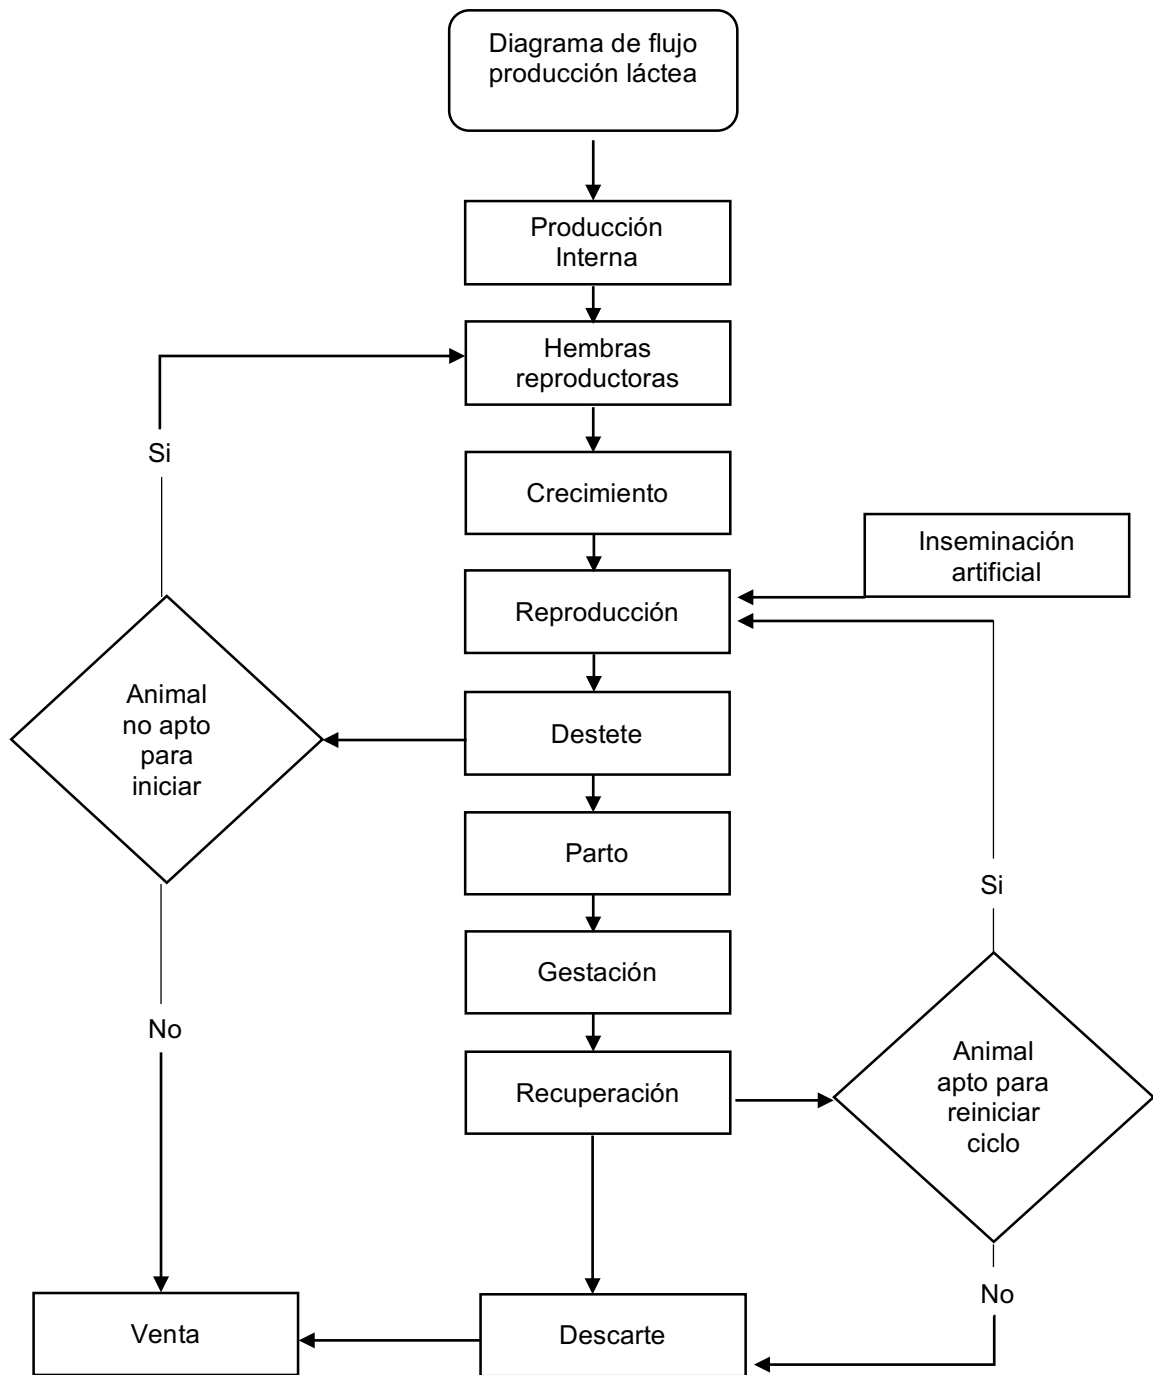 Diagrama de flujo
producción láctea
Producción
Interna
Hembras
reproductoras
Si
Crecimiento
Inseminación
artificial
Reproducción
Animal
no apto
para
iniciar
Destete
Parto
Si
Gestación
No
Recuperación
Animal
apto para
reiniciar
ciclo
No
Venta
Descarte